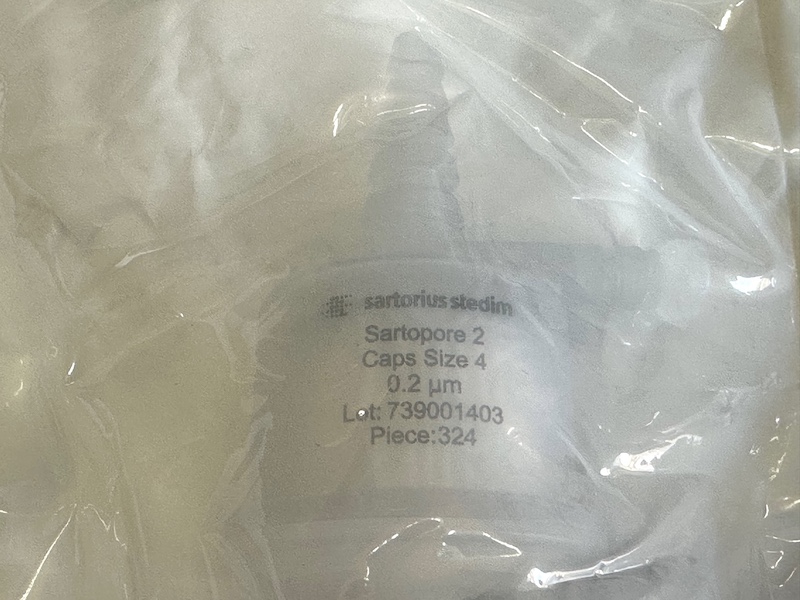 sartorius stedim
Sartopore 2
Caps Size 4
0.2 µm
Lot: 739001403
Piece:324